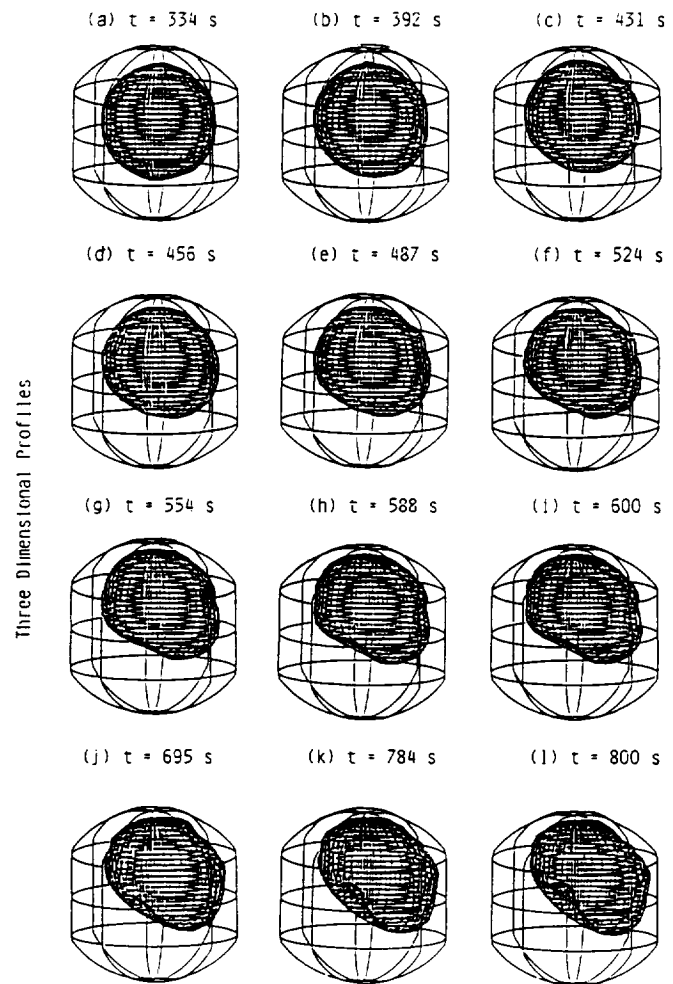 (a) t = 334 s
(b) t = 392 s
(c) t = 431 s
(d) t = 456 s
(e) t = 487 s
(f) t = 524 s
(g) t = 554 s
(h) t = 588 s
(i) t = 600 s
(j) t = 695 s
(k) t = 784 s
(l) t = 800 s
Three Dimensional Profiles